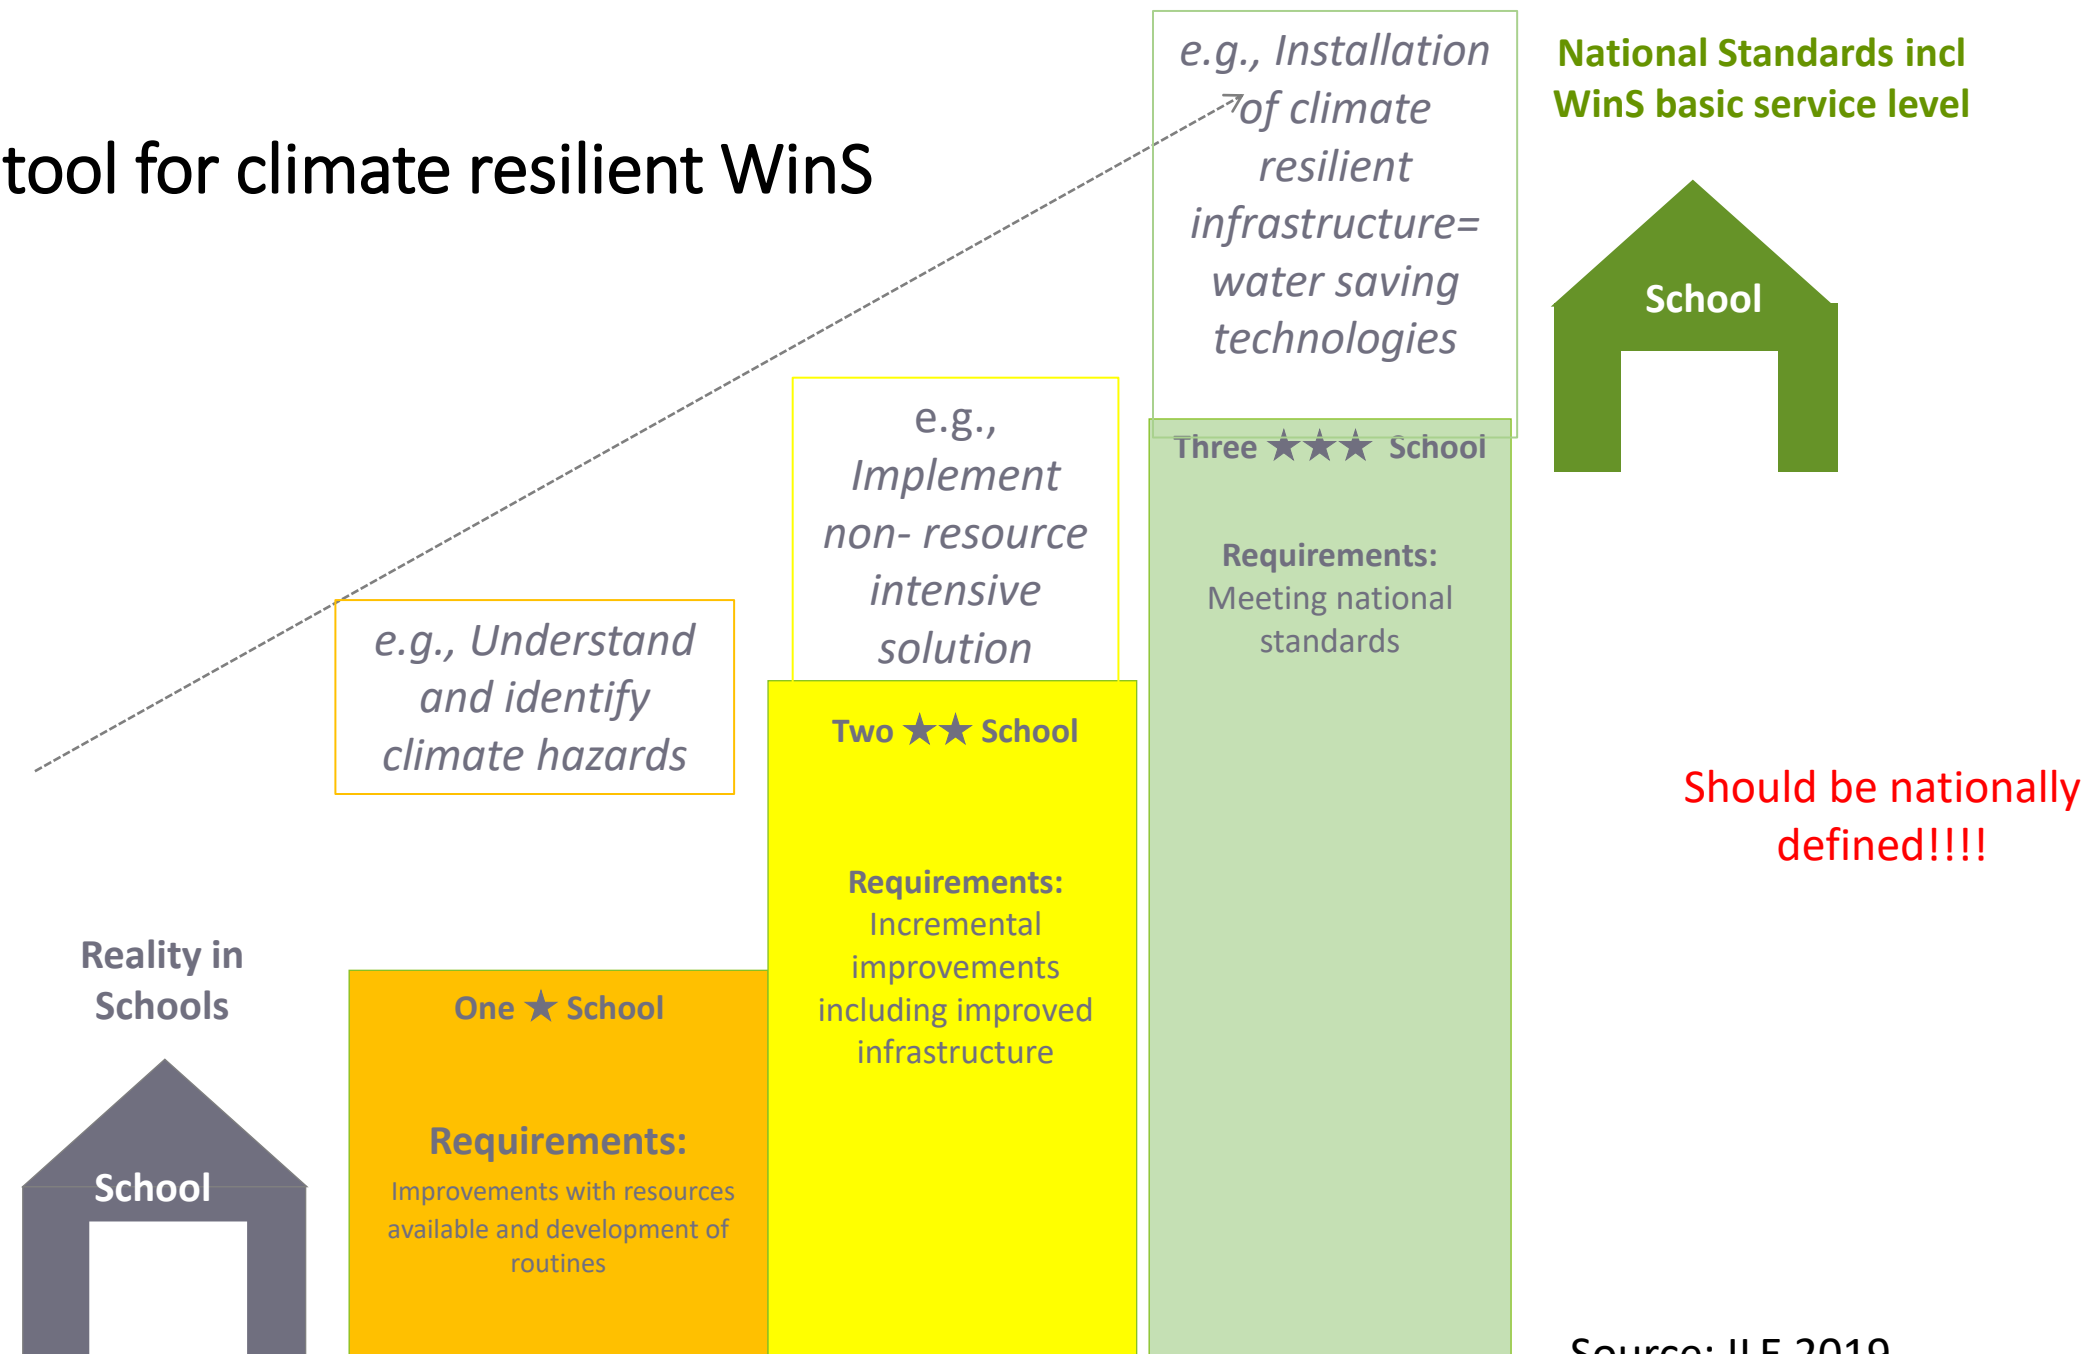 tool for climate resilient WinS
e.g., Installation
of climate
resilient
infrastructure=
water saving
technologies
National Standards incl
WinS basic service level
School
e.g.,
Implement
non- resource
intensive
solution
Three ★★★ School
Requirements:
Meeting national
standards
e.g., Understand
and identify
climate hazards
Two ★★ School
Requirements:
Incremental
improvements
including improved
infrastructure
Should be nationally
defined!!!!
Reality in
Schools
School
One ★ School
Requirements:
Improvements with resources
available and development of
routines
Source: ILE 2019